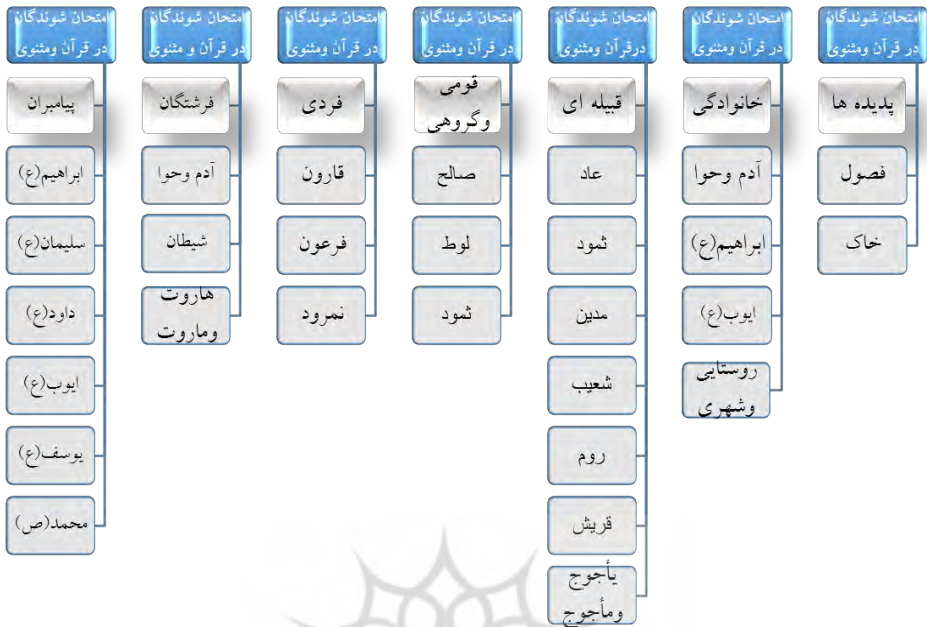 امتحان شوندگان
در قرآن ومثنوی
پدیده ها
فصول
خاک
امتحان شوندگان
در قرآن ومثنوی
خانوادگی
آدم وحوا
ابراهیم(ع)
ایوب(ع)
روستایی
وشهری
امتحان شوندگان
درقرآن ومثنوی
قبیله ای
عاد
ثمود
مدین
شعیب
روم
قریش
یأجوج
ومأجوج
امتحان شوندگان
در قرآن ومثنوی
قومی
وگروهی
صالح
لوط
ثمود
امتحان شوندگان
در قرآن ومثنوی
فردی
قارون
فرعون
نمرود
امتحان شوندگان
در قرآن و مثنوی
فرشتگان
آدم وحوا
شیطان
هاروت
وماروت
امتحان شوندگان
در قرآن ومثنوی
پیامبران
ابراهیم(ع)
سلیمان(ع)
داود(ع)
ایوب(ع)
یوسف(ع)
محمد(ص)